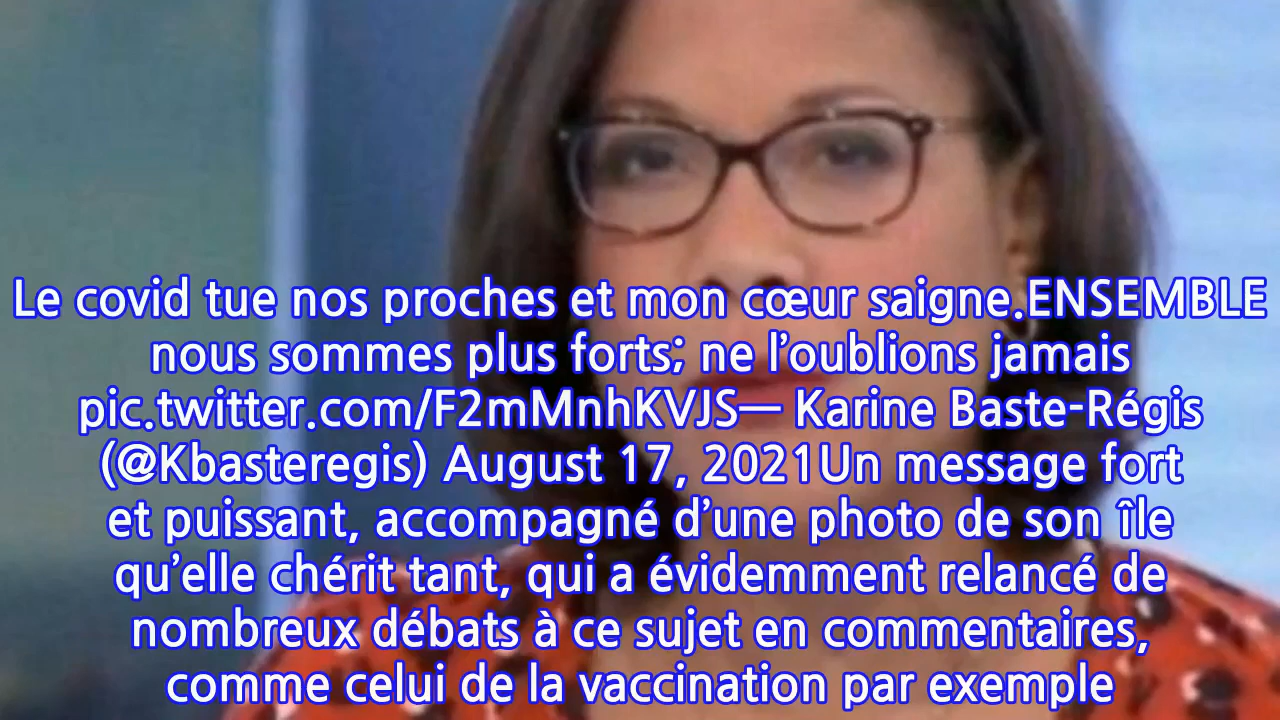 Le covid tue nos proches et mon cœur saigne.ENSEMBLE
nous sommes plus forts; ne l’oublions jamais
pic.twitter.com/F2mMnhKVJS— Karine Baste-Régis
(@Kbasteregis) August 17, 2021Un message fort
et puissant, accompagné d’une photo de son île
qu’elle chérit tant, qui a évidemment relancé de
nombreux débats à ce sujet en commentaires,
comme celui de la vaccination par exemple